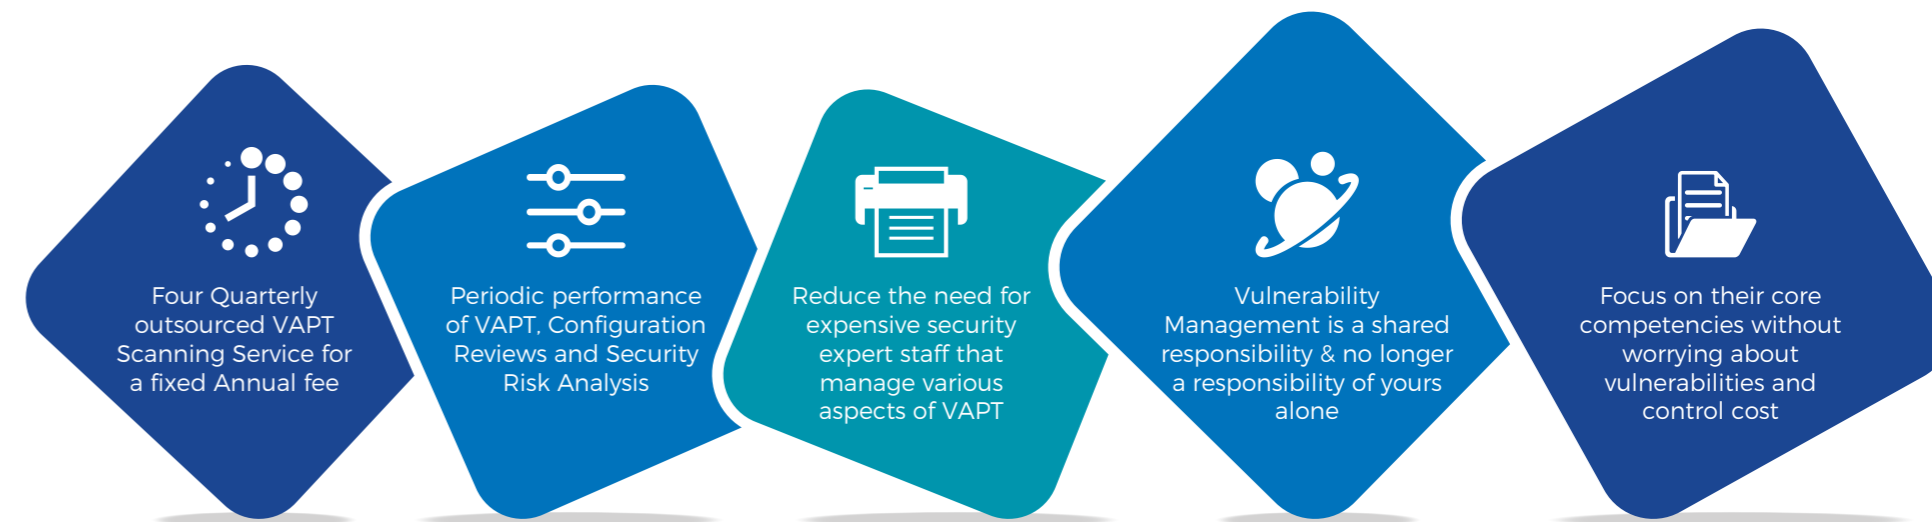 Four Quarterly
outsourced VAPT
Scanning Service for
a fixed Annual fee
Periodic performance
of VAPT, Configuration
Reviews and Security
Risk Analysis
Reduce the need for
expensive security
expert staff that
manage various
aspects of VAPT
Vulnerability
Management is a shared
responsibility & no longer
a responsibility of yours
alone
Focus on their core
competencies without
worrying about
vulnerabilities and
control cost